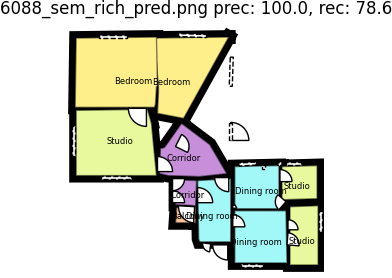 6088_sem_rich_pred.png prec: 100.0, rec: 78.6
Bedroom
Bedroom
Studio
Corridor
Dining room
Studio
Corridor
Balcony
Dining room
Dining room
Studio